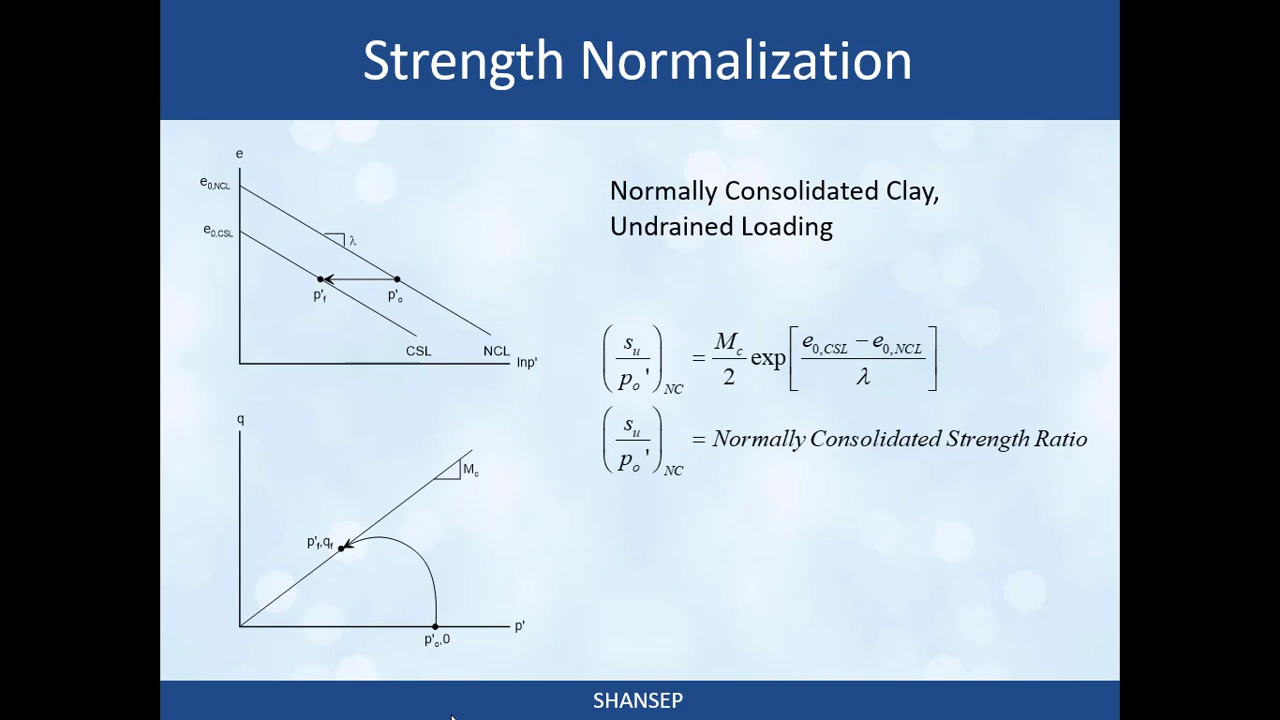 Strength Normalization
e
e0,NCL
e0,CSL
λ
p'f
p'o
CSL
NCL
lnp'
q
Mc
p'f,qf
p'o,0
p'
Normally Consolidated Clay,
Undrained Loading
(su/po')NC = Mc/2 exp[(e0,CSL − e0,NCL)/λ]
(su/po')NC = Normally Consolidated Strength Ratio
SHANSEP